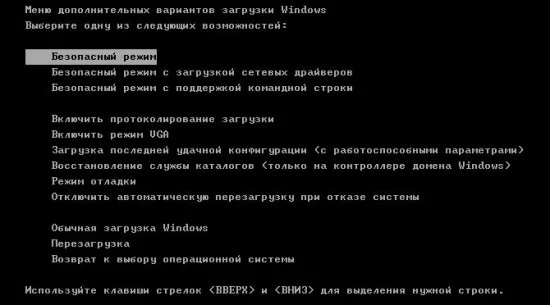 Меню дополнительных вариантов загрузки Windows
Выберите одну из следующих возможностей:
Безопасный режим
Безопасный режим с загрузкой сетевых драйверов
Безопасный режим с поддержкой командной строки
Включить протоколирование загрузки
Включить режим VGA
Загрузка последней удачной конфигурации (с работоспособными параметрами)
Восстановление службы каталогов (только на контроллере домена Windows)
Режим отладки
Отключить автоматическую перезагрузку при отказе системы
Обычная загрузка Windows
Перезагрузка
Возврат к выбору операционной системы
Используйте клавиши стрелок <ВВЕРХ> и <ВНИЗ> для выделения нужной строки.